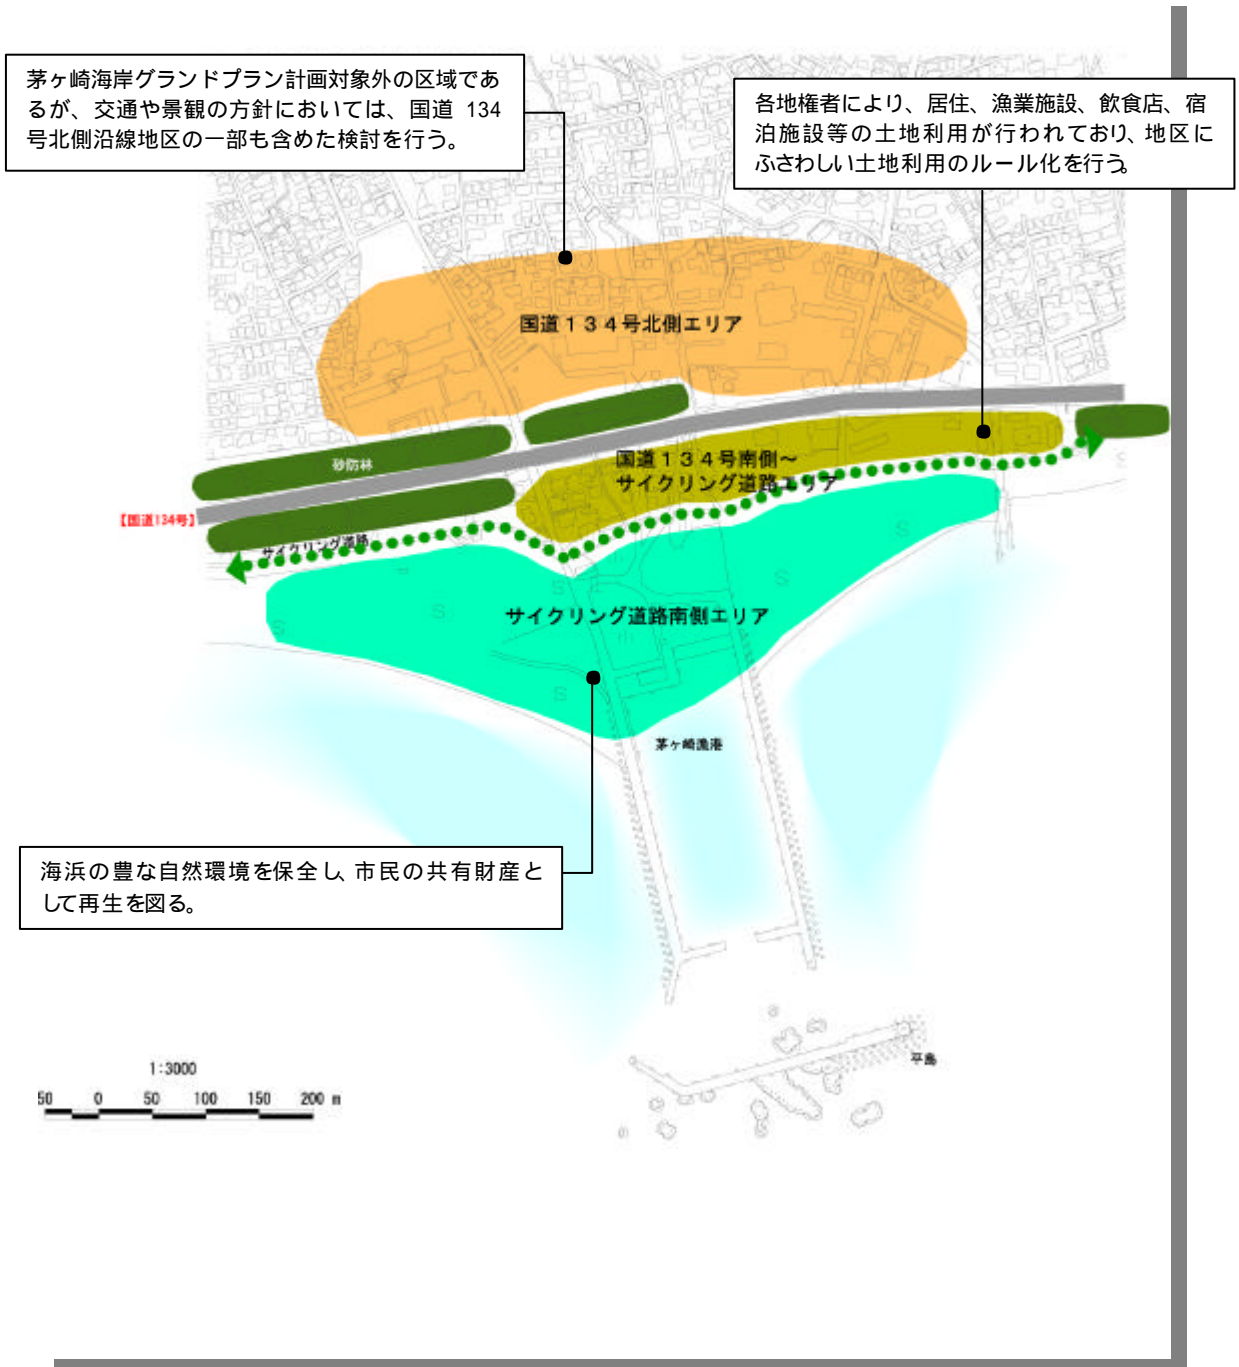 茅ヶ崎海岸グランドプラン計画対象外の区域であ
るが、交通や景観の方針においては、国道 134
号北側沿線地区の一部も含めた検討を行う。
各地権者により、居住、漁業施設、飲食店、宿
泊施設等の土地利用が行われており、地区に
ふさわしい土地利用のルール化を行う。
国道134号北側エリア
砂防林
国道134号南側～
サイクリング道路エリア
【国道134号】
サイクリング道路
サイクリング道路南側エリア
茅ヶ崎漁港
海浜の豊な自然環境を保全し、市民の共有財産と
して再生を図る。
平島
1:3000
50 0 50 100 150 200 m